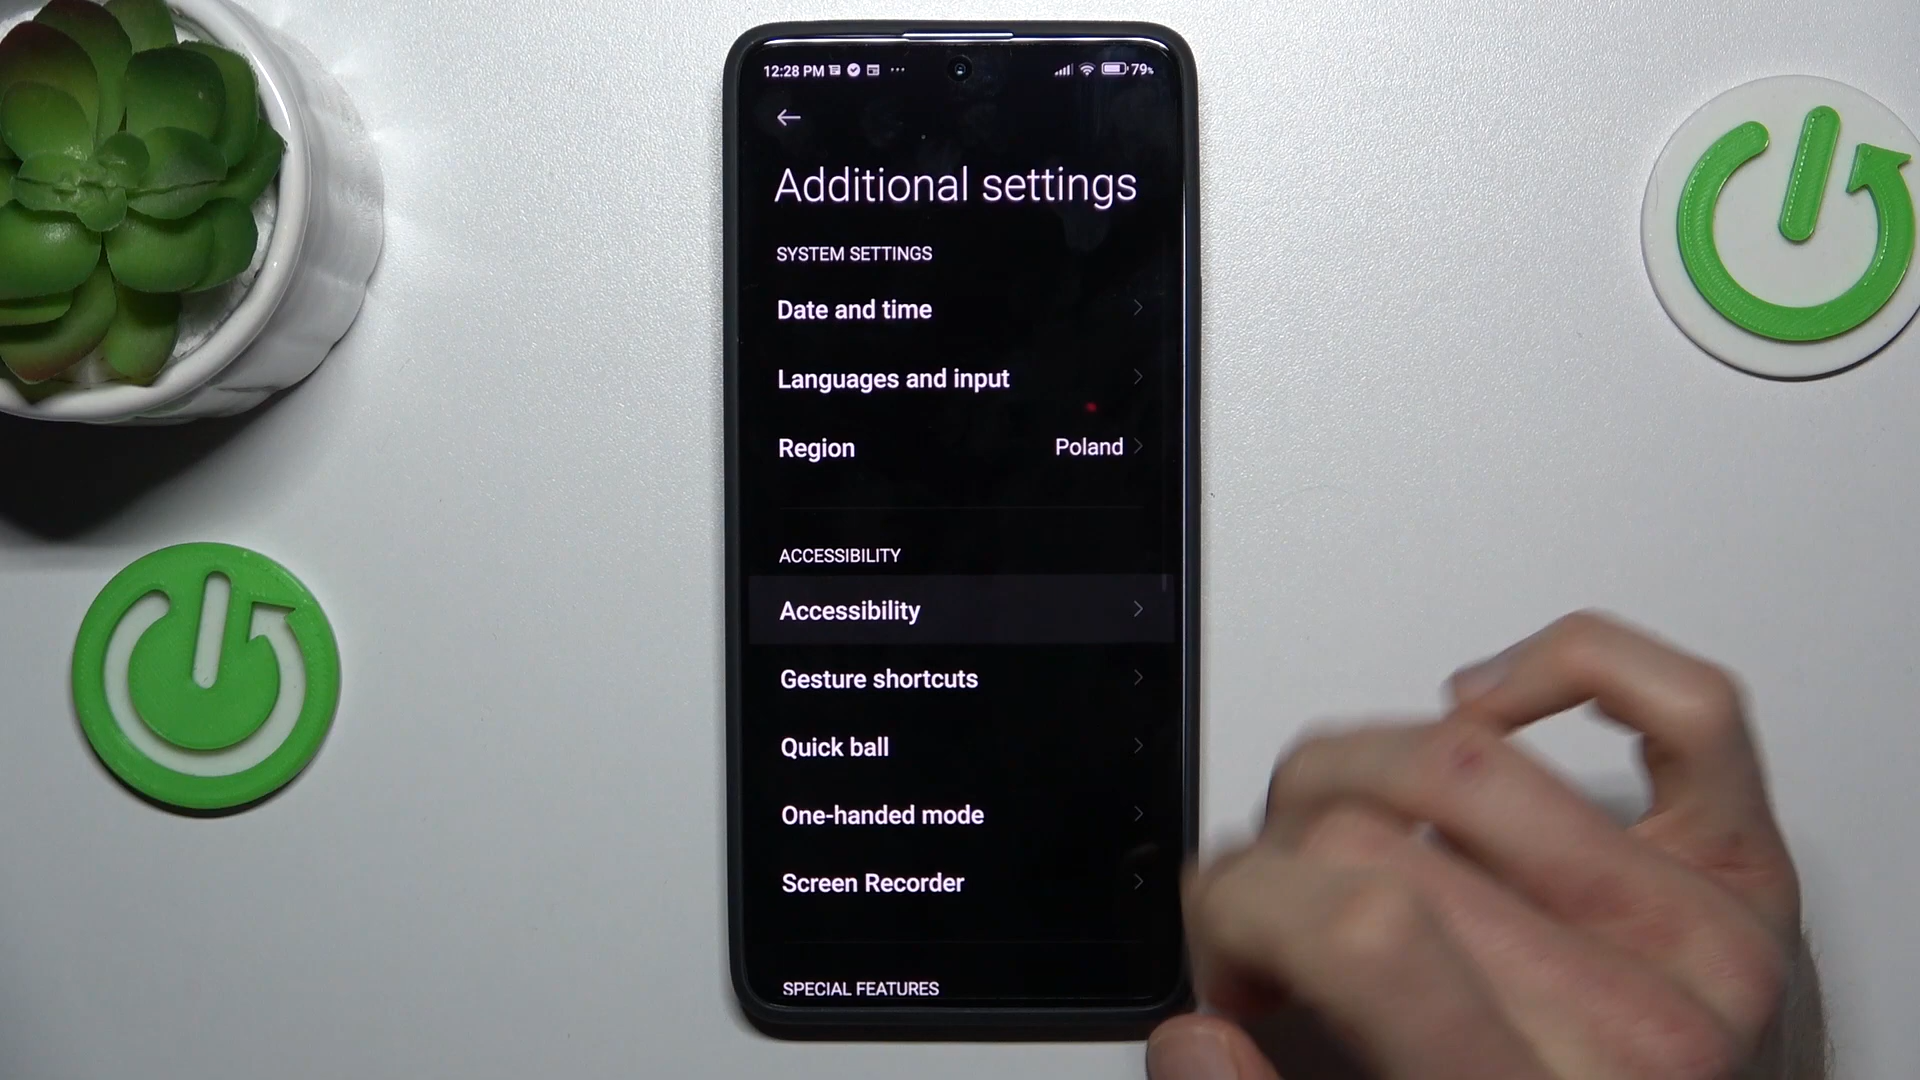 12:28 PM
79%
Additional settings
SYSTEM SETTINGS
Date and time
Languages and input
Region Poland
ACCESSIBILITY
Accessibility
Gesture shortcuts
Quick ball
One-handed mode
Screen Recorder
SPECIAL FEATURES